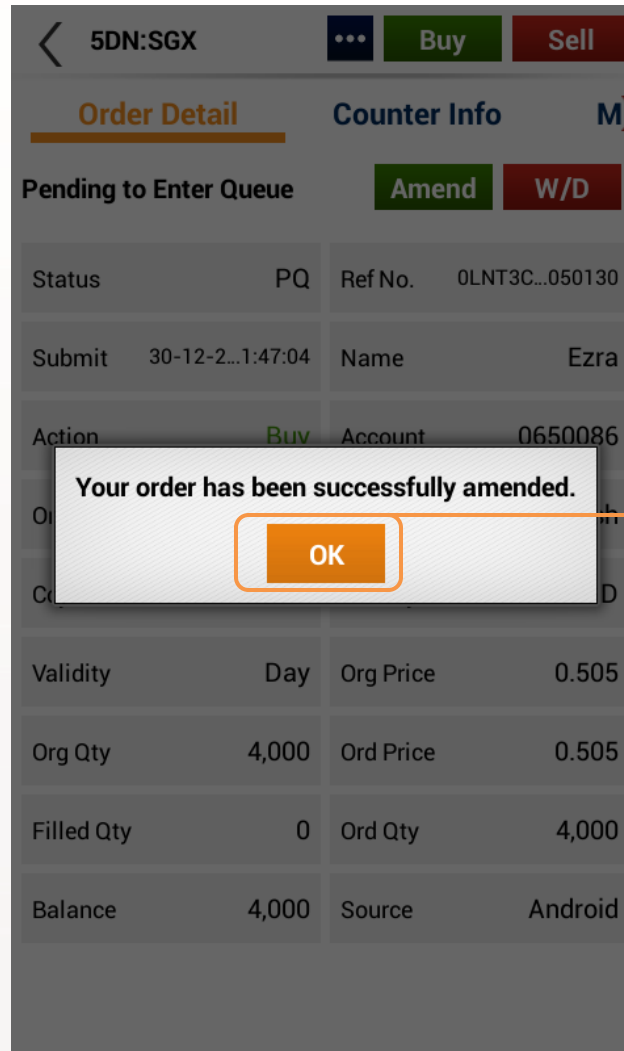 5DN:SGX ••• Buy Sell
Order Detail Counter Info M
Pending to Enter Queue Amend W/D
Status PQ Ref No. 0LNT3C...050130
Submit 30-12-2...1:47:04 Name Ezra
Action Buy Account 0650086
Your order has been successfully amended.
OK
Validity Day Org Price 0.505
Org Qty 4,000 Ord Price 0.505
Filled Qty 0 Ord Qty 4,000
Balance 4,000 Source Android